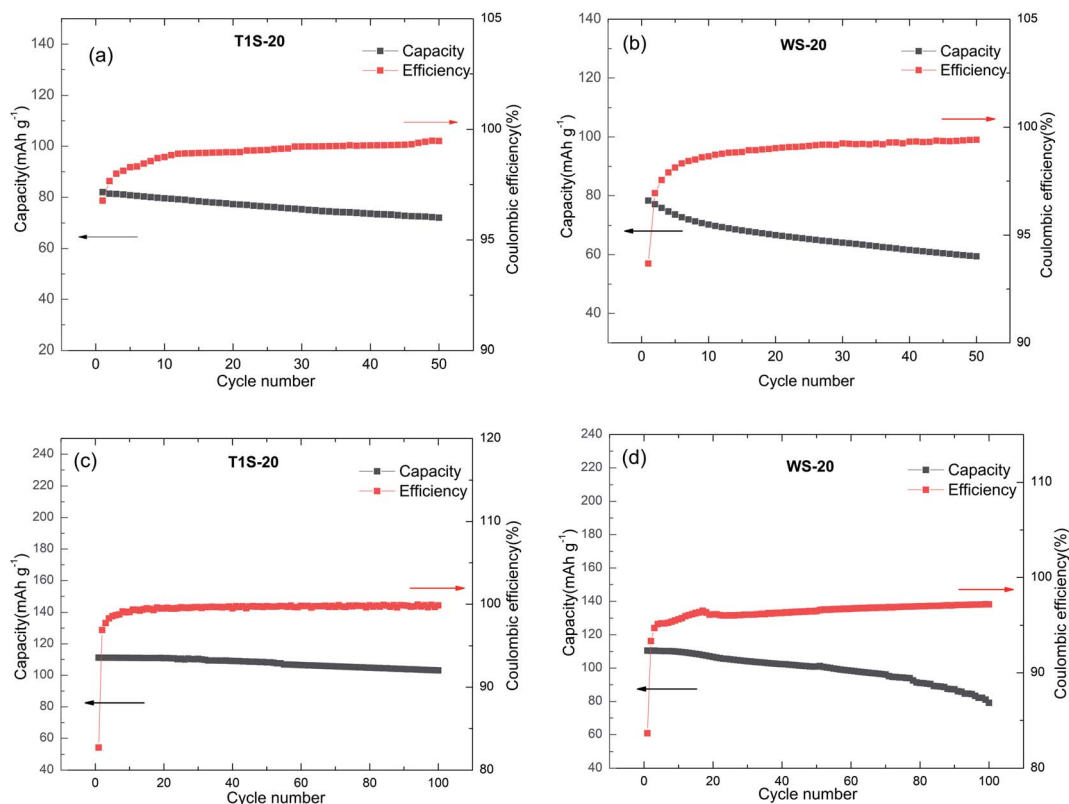 (a)
T1S-20
Capacity
Efficiency
Capacity(mAh g-1)
140
120
100
80
60
40
20
105
100
95
90
Coulombic efficiency(%)
0 10 20 30 40 50
Cycle number
(b)
WS-20
Capacity
Efficiency
Capacity(mAh g-1)
140
120
100
80
60
40
105
100
95
90
Coulombic efficiency(%)
0 10 20 30 40 50
Cycle number
(c)
T1S-20
Capacity
Efficiency
Capacity(mAh g-1)
240
220
200
180
160
140
120
100
80
60
40
120
110
100
90
80
Coulombic efficiency(%)
0 20 40 60 80 100
Cycle number
(d)
WS-20
Capacity
Efficiency
Capacity(mAh g-1)
240
220
200
180
160
140
120
100
80
60
40
110
100
90
80
Coulombic efficiency(%)
0 20 40 60 80 100
Cycle number